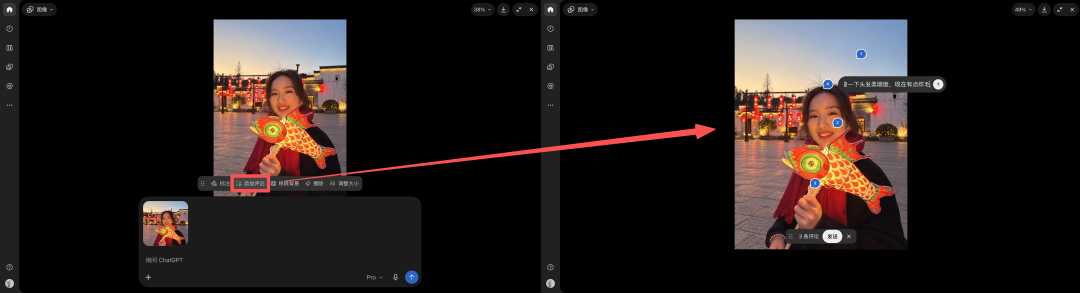 图像
38%
标注
添加评论
移除背景
擦除
调整大小
询问 ChatGPT
Pro
图像
49%
一下头发柔顺度，现在有点炸毛
3 条评论
发送